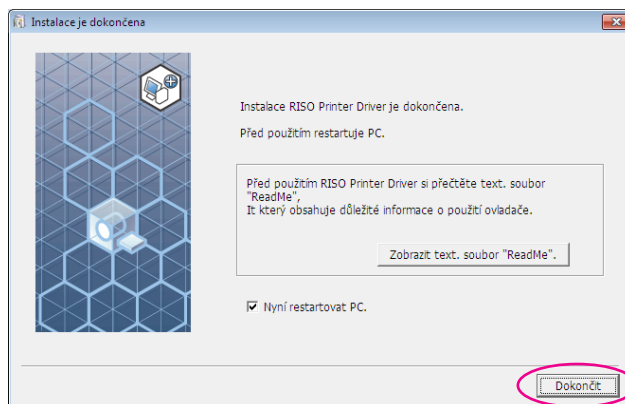 Instalace je dokončena
Instalace RISO Printer Driver je dokončena.
Před použitím restartuje PC.
Před použitím RISO Printer Driver si přečtěte text. soubor
"ReadMe",
It který obsahuje důležité informace o použití ovladače.
Zobrazit text. soubor "ReadMe".
Nyní restartovat PC.
Dokončit